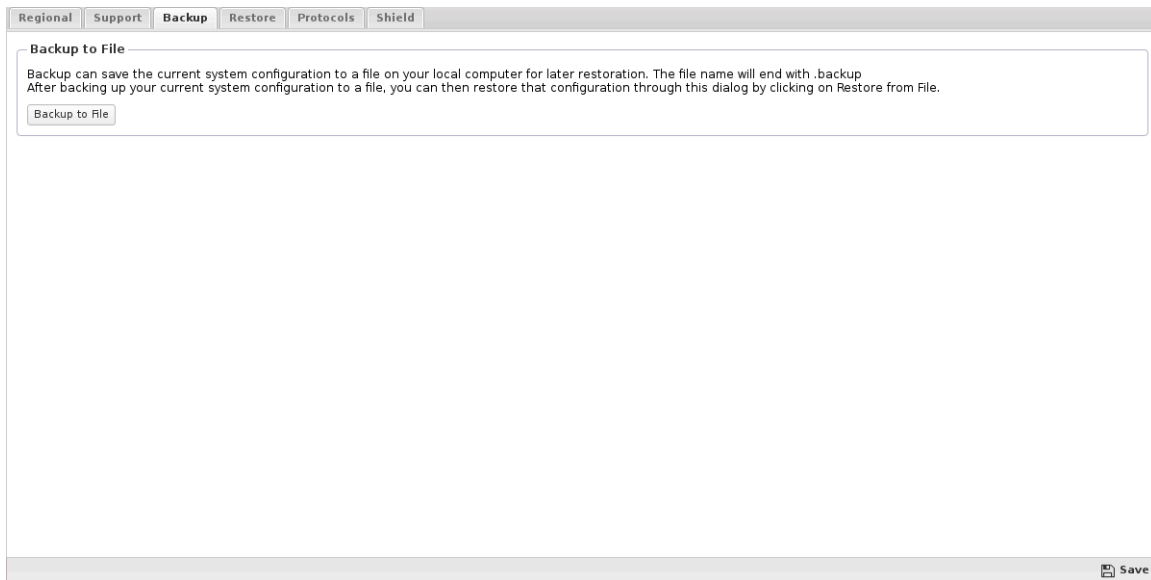 Regional Support Backup Restore Protocols Shield
Backup to File
Backup can save the current system configuration to a file on your local computer for later restoration. The file name will end with .backup
After backing up your current system configuration to a file, you can then restore that configuration through this dialog by clicking on Restore from File.
Backup to File
Save